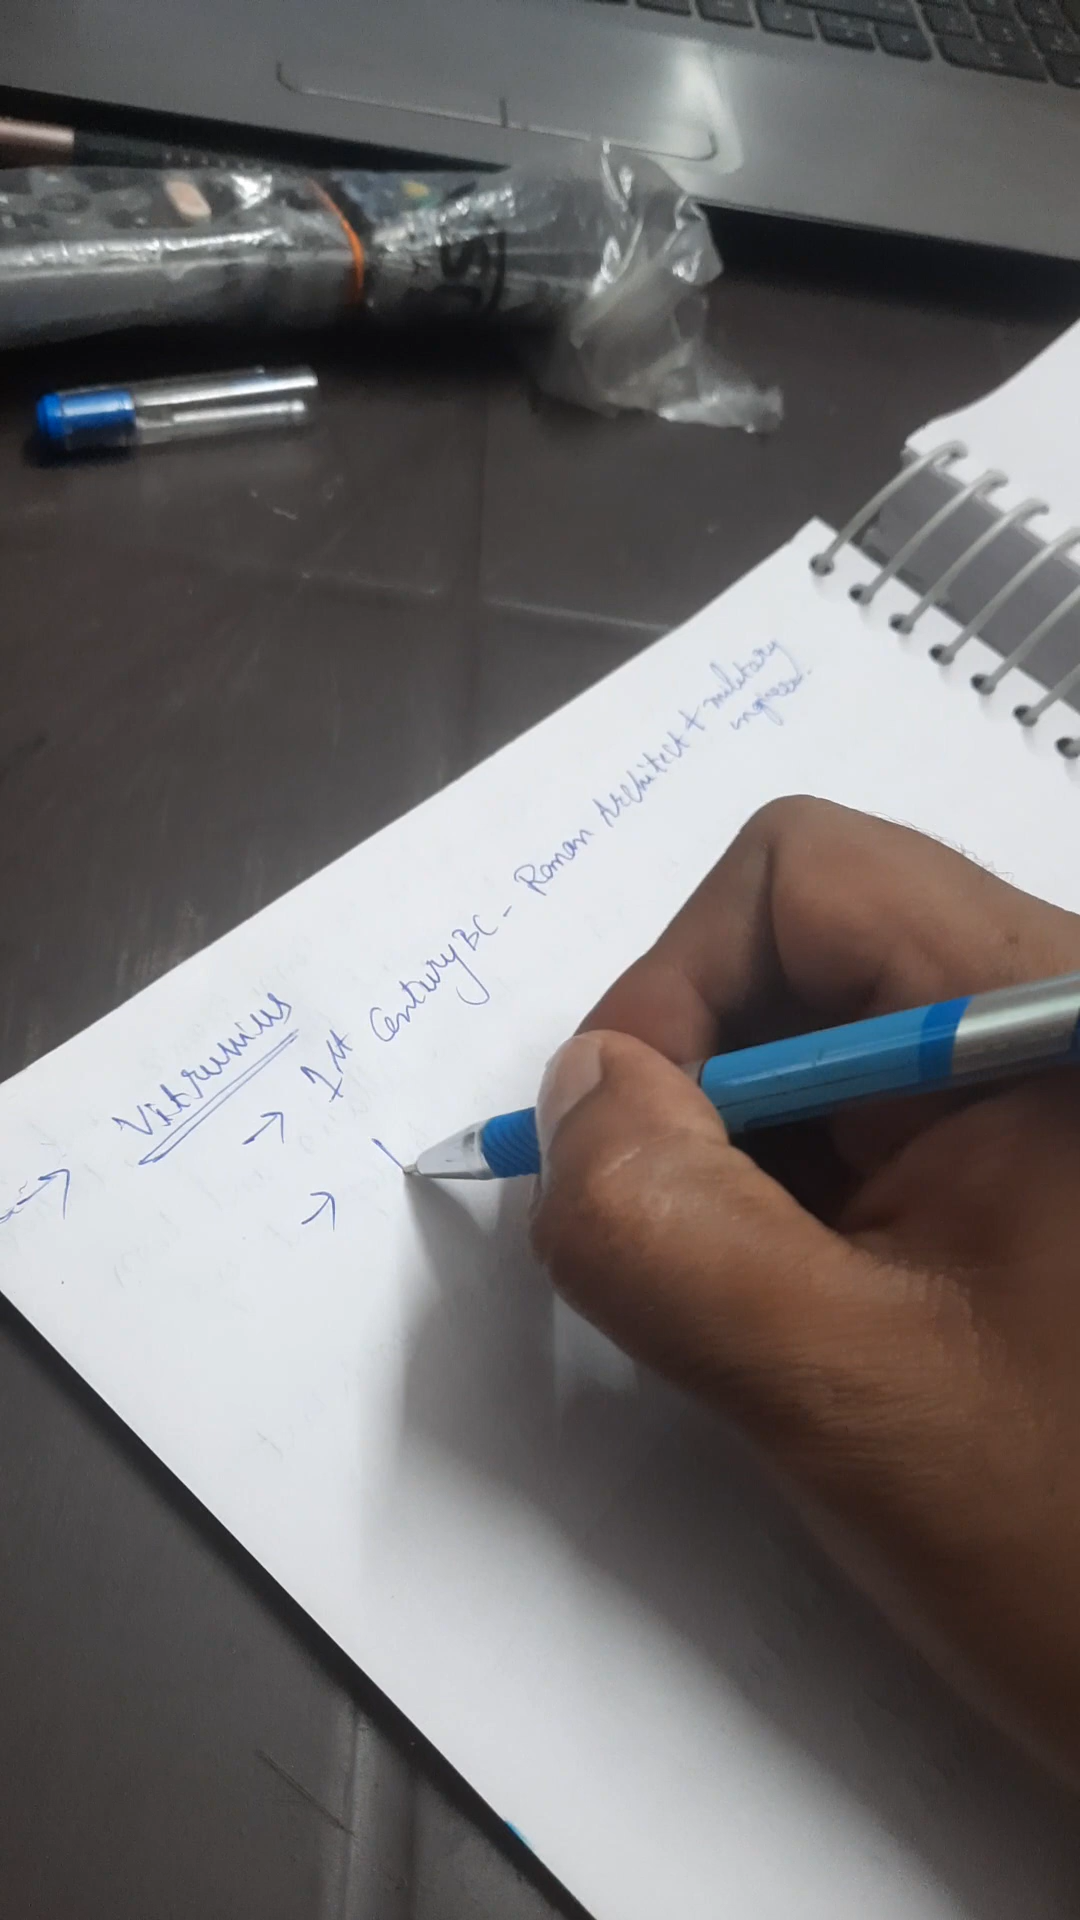 → Vitruvius
→ 1st Century BC - Roman Architect + military
engineer.
→